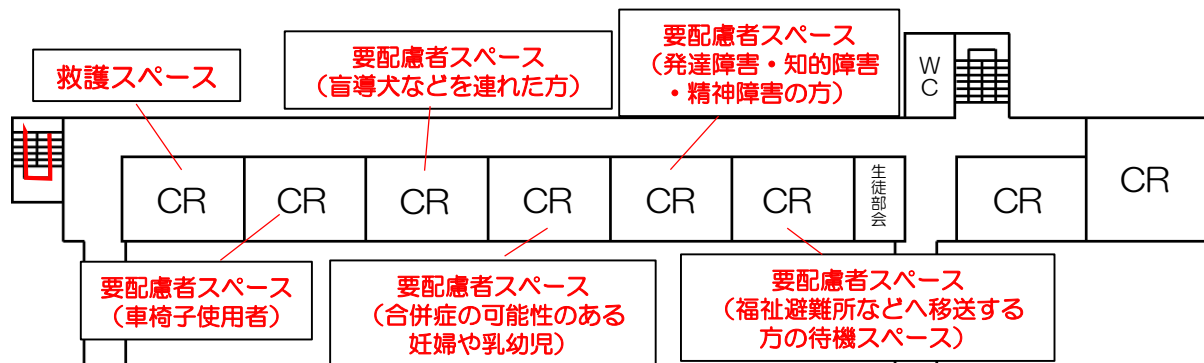 救護スペース
要配慮者スペース
（盲導犬などを連れた方）
要配慮者スペース
（発達障害・知的障害
・精神障害の方）
WC
CR
CR
CR
CR
CR
CR
生徒部会
CR
CR
要配慮者スペース
（車椅子使用者）
要配慮者スペース
（合併症の可能性のある
妊婦や乳幼児）
要配慮者スペース
（福祉避難所などへ移送する
方の待機スペース）